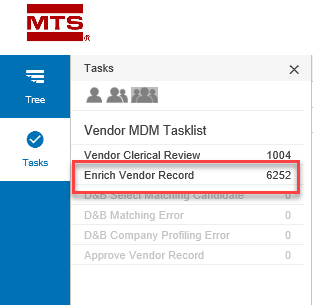 MTS
®
Tree
Tasks
Tasks
Vendor MDM Tasklist
Vendor Clerical Review 1004
Enrich Vendor Record 6252
D&B Select Matching Candidate 0
D&B Matching Error 0
D&B Company Profiling Error 0
Approve Vendor Record 0